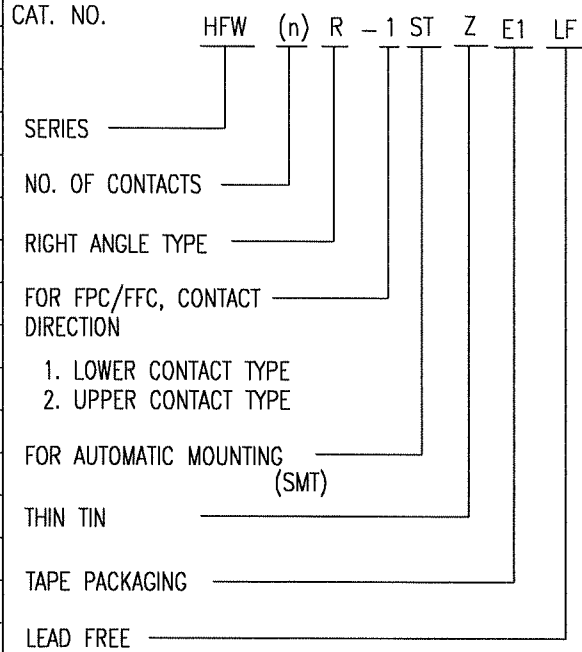 CAT. NO.
HFW (n) R - 1 ST Z E1 LF
SERIES
NO. OF CONTACTS
RIGHT ANGLE TYPE
FOR FPC/FFC, CONTACT
DIRECTION
1. LOWER CONTACT TYPE
2. UPPER CONTACT TYPE
FOR AUTOMATIC MOUNTING
(SMT)
THIN TIN
TAPE PACKAGING
LEAD FREE